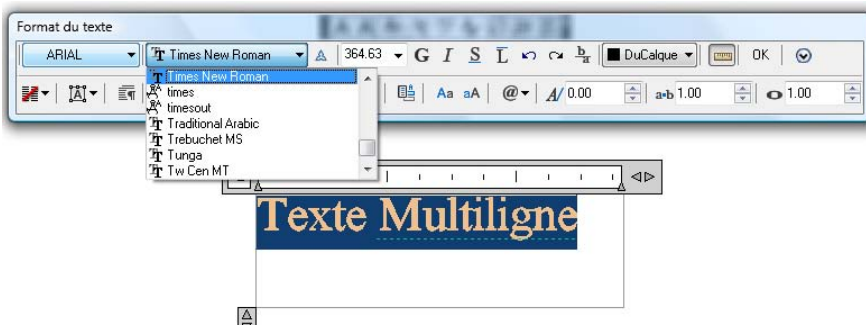 Format du texte
ARIAL Times New Roman 364.63 G I S L b/a DuCalque OK
Aa aA @ A/ 0.00 a•b 1.00 1.00
Times New Roman
times
timesout
Traditional Arabic
Trebuchet MS
Tunga
Tw Cen MT
Texte Multiligne